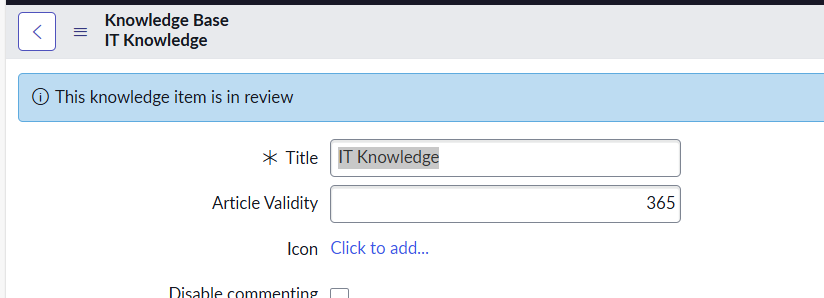 Knowledge Base
IT Knowledge
This knowledge item is in review
Title IT Knowledge
Article Validity 365
Icon Click to add...
Disable commenting